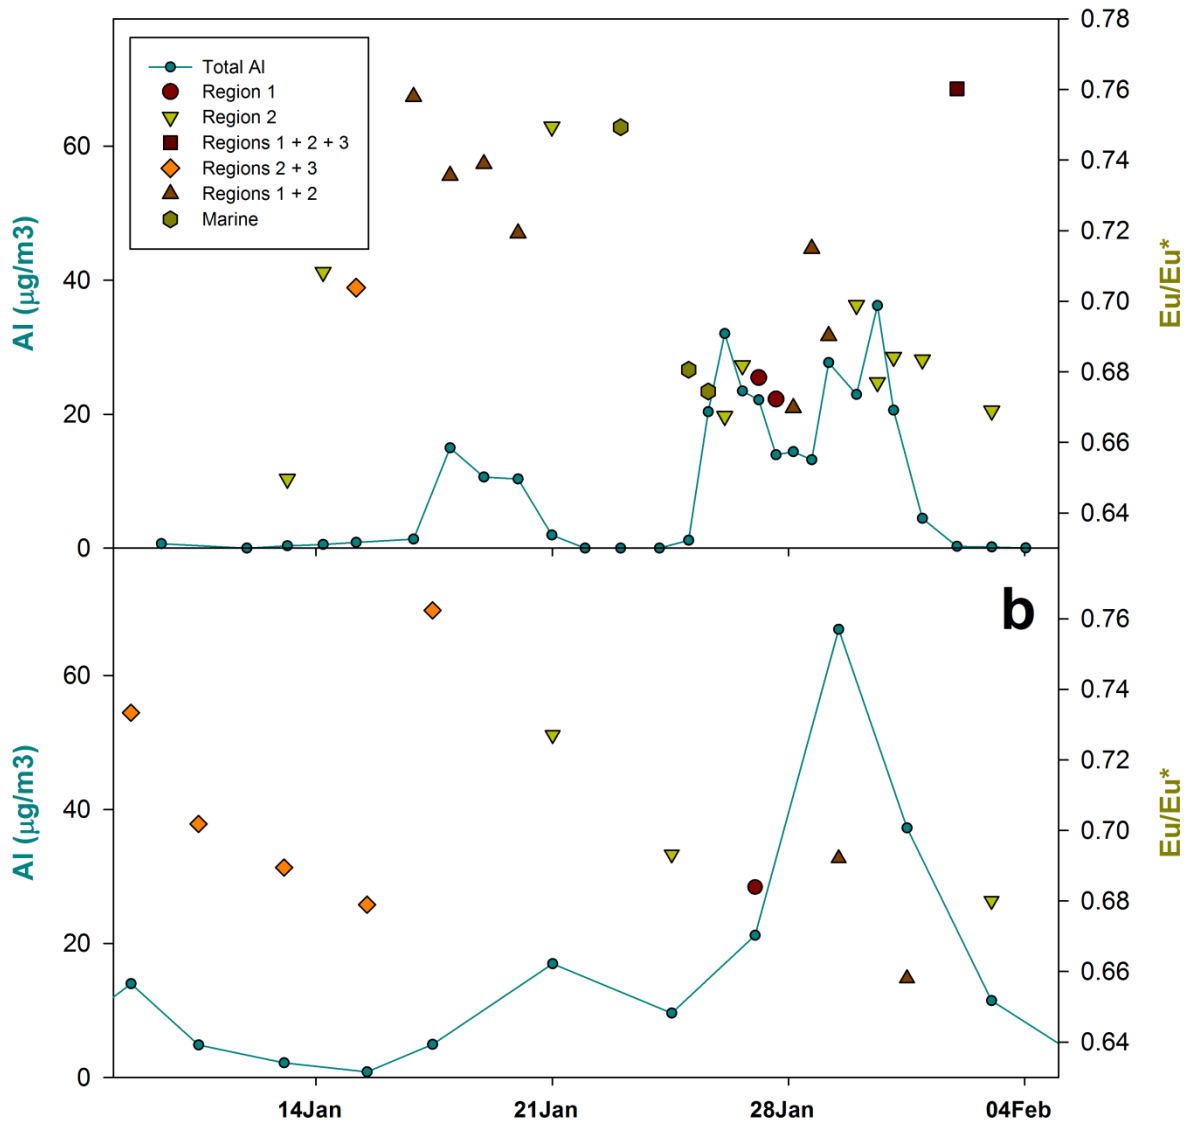 0.78
Total Al
Region 1
Region 2
Regions 1 + 2 + 3
Regions 2 + 3
Regions 1 + 2
Marine
0.76
0.74
0.72
0.70
0.68
0.66
0.64
60
40
20
0
Al (μg/m3)
Eu/Eu*
b
0.76
0.74
0.72
0.70
0.68
0.66
0.64
60
40
20
0
Al (μg/m3)
Eu/Eu*
14Jan 21Jan 28Jan 04Feb